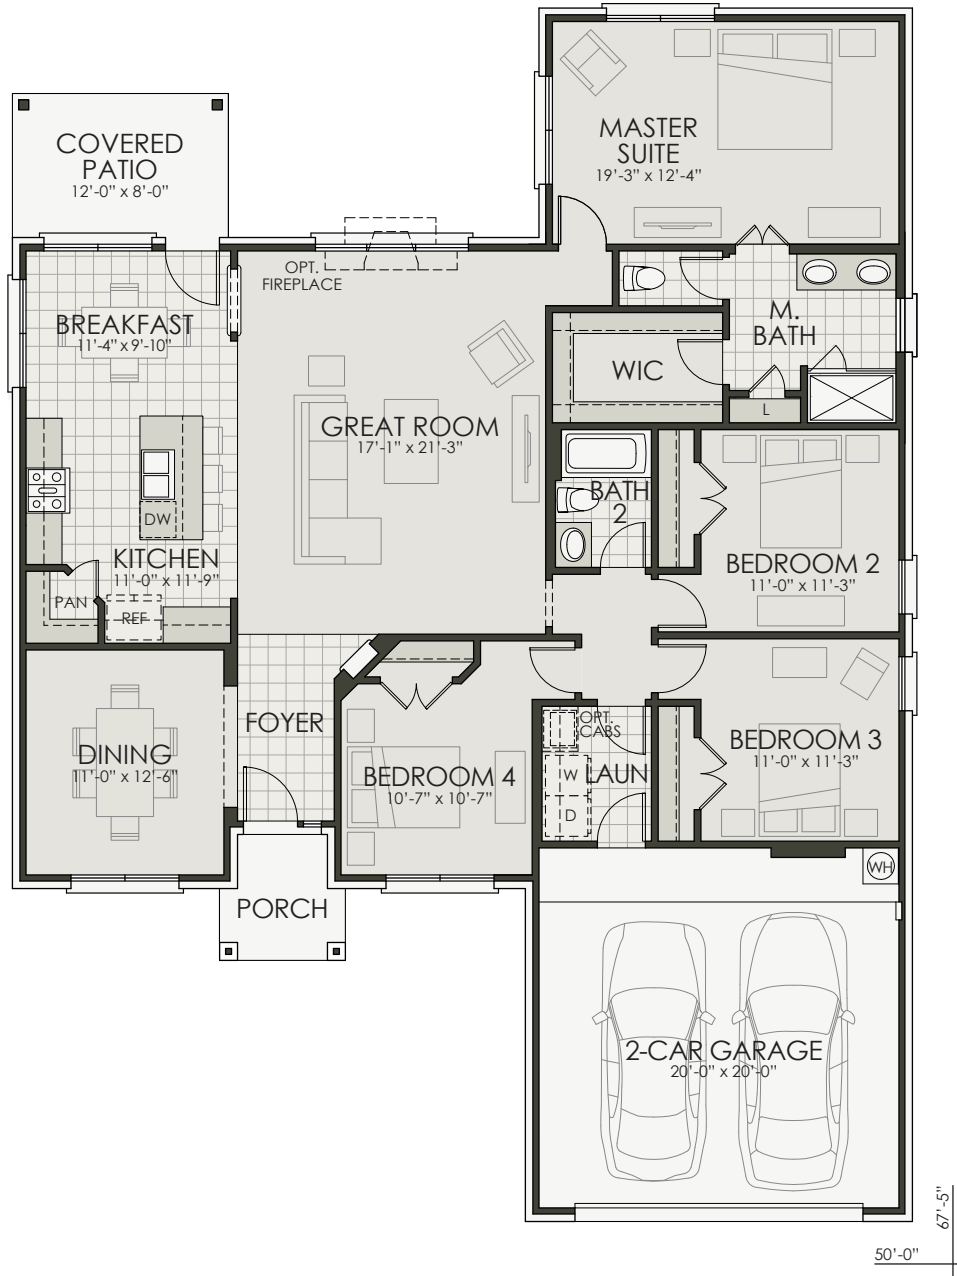 COVERED
PATIO
12'-0" x 8'-0"
MASTER
SUITE
19'-3" x 12'-4"
OPT.
FIREPLACE
BREAKFAST
11'-4" x 9'-10"
M.
BATH
WIC
L
GREAT ROOM
17'-1" x 21'-3"
DW
BATH
2
KITCHEN
11'-0" x 11'-9"
BEDROOM 2
11'-0" x 11'-3"
PAN
REF
FOYER
OPT.
CABS
DINING
11'-0" x 12'-6"
BEDROOM 4
10'-7" x 10'-7"
W
LAUN
D
BEDROOM 3
11'-0" x 11'-3"
WH
PORCH
2-CAR GARAGE
20'-0" x 20'-0"
67'-5"
50'-0"